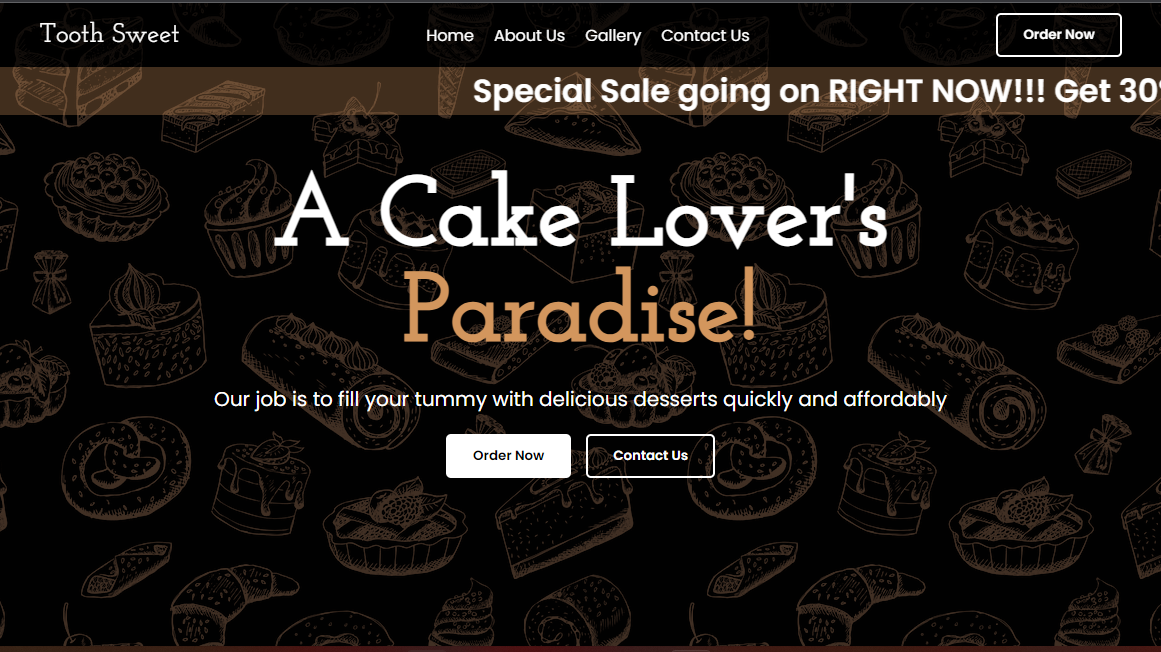 Tooth Sweet
Home About Us Gallery Contact Us
Order Now
Special Sale going on RIGHT NOW!!! Get 30
A Cake Lover's
Paradise!
Our job is to fill your tummy with delicious desserts quickly and affordably
Order Now Contact Us